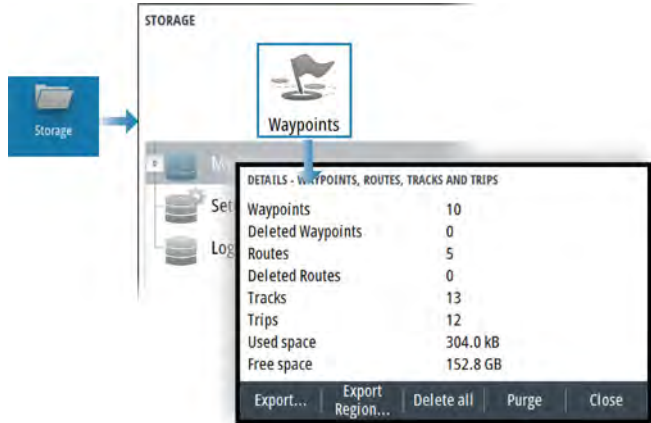 STORAGE
Storage
Waypoints
DETAILS - WAYPOINTS, ROUTES, TRACKS AND TRIPS
Waypoints 10
Deleted Waypoints 0
Routes 5
Deleted Routes 0
Tracks 13
Trips 12
Used space 304.0 kB
Free space 152.8 GB
Export... Export Region... Delete all Purge Close